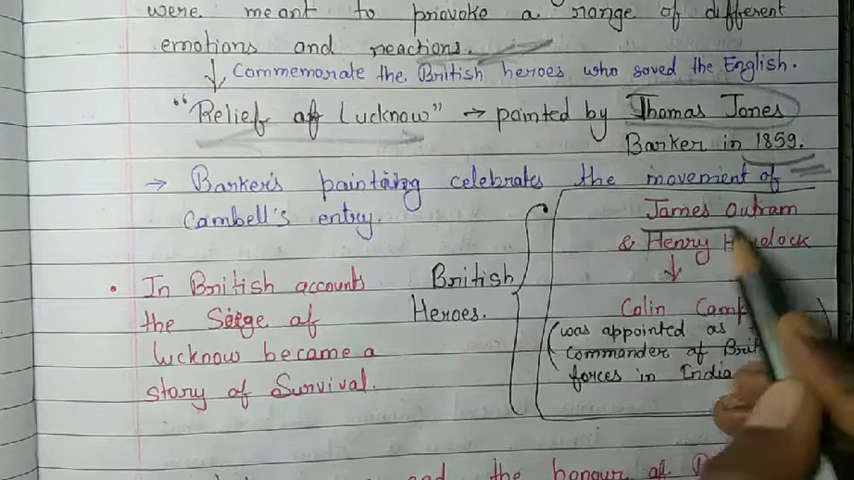 were meant to priovoke a range of different
emotions and reactions.
↓ Commemorate the British heroes who saved the English.
"Relief of Lucknow" → painted by Thomas Jones
Barker in 1859.
→ Barker's painting celebrates the movement of
Cambell's entry.
James Outram
& Henry
↓
Colin
(was appointed as
commander of
forces in India
British
Heroes.
• In British accounts
the Seige of
lucknow became a
story of Survival.
and the honour of